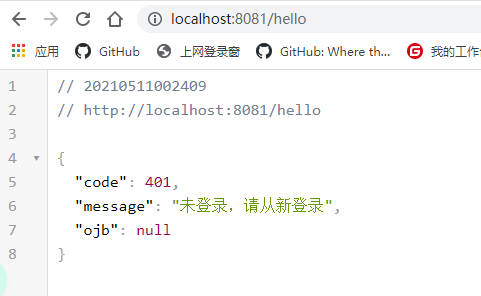 localhost:8081/hello
应用 GitHub 上网登录窗 GitHub: Where th... 我的工作
1 // 20210511002409
2 // http://localhost:8081/hello
3
4 {
5 "code": 401,
6 "message": "未登录，请从新登录",
7 "ojb": null
8 }